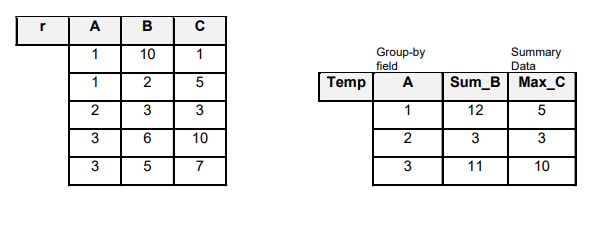 r A B C
1 10 1
1 2 5
2 3 3
3 6 10
3 5 7
Group-by
field
Summary
Data
Temp A Sum_B Max_C
1 12 5
2 3 3
3 11 10